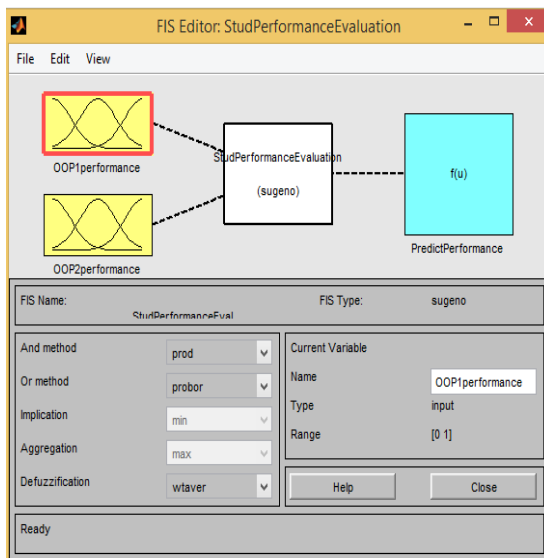 FIS Editor: StudPerformanceEvaluation
File Edit View
OOP1performance
OOP2performance
StudPerformanceEvaluation
(sugeno)
f(u)
PredictPerformance
FIS Name: StudPerformanceEval
FIS Type: sugeno
And method prod
Or method probor
Implication min
Aggregation max
Defuzzification wtaver
Current Variable
Name OOP1performance
Type input
Range [0 1]
Help Close
Ready